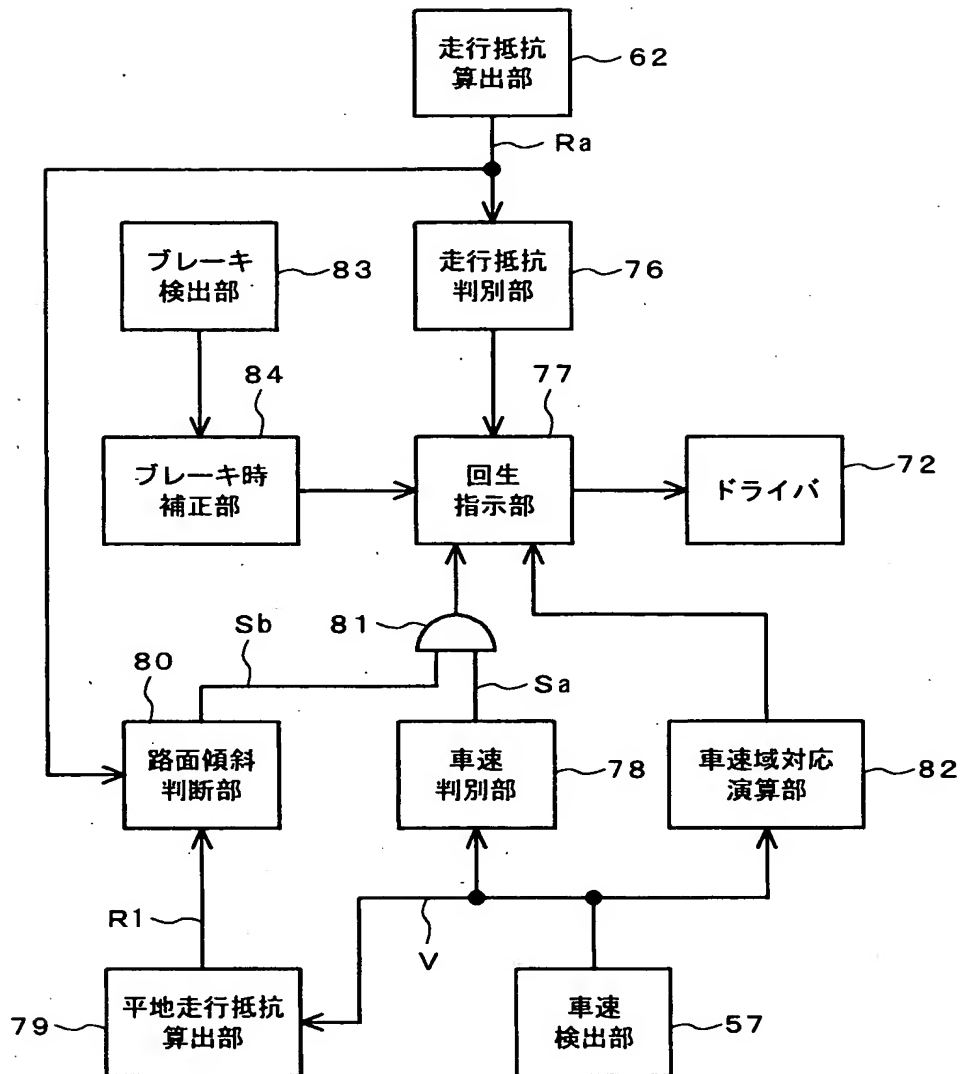 走行抵抗
算出部
62
Ra
ブレーキ
検出部
83
走行抵抗
判別部
76
84
77
ブレーキ時
補正部
回生
指示部
72
ドライバ
81
Sb
80
Sa
路面傾斜
判断部
車速
判別部
78
車速域対応
演算部
82
R1
V
79
平地走行抵抗
算出部
車速
検出部
57